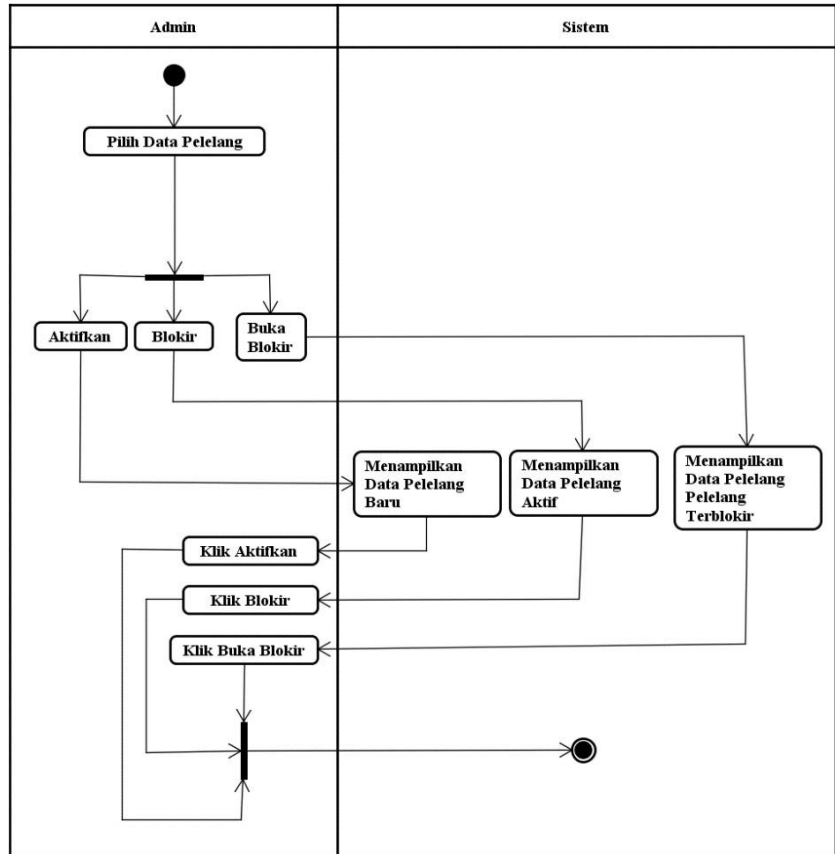 Admin
Sistem
Pilih Data Pelelang
Aktifkan
Blokir
Buka
Blokir
Menampilkan
Data Pelelang
Baru
Menampilkan
Data Pelelang
Aktif
Menampilkan
Data Pelelang
Pelelang
Terblokir
Klik Aktifkan
Klik Blokir
Klik Buka Blokir